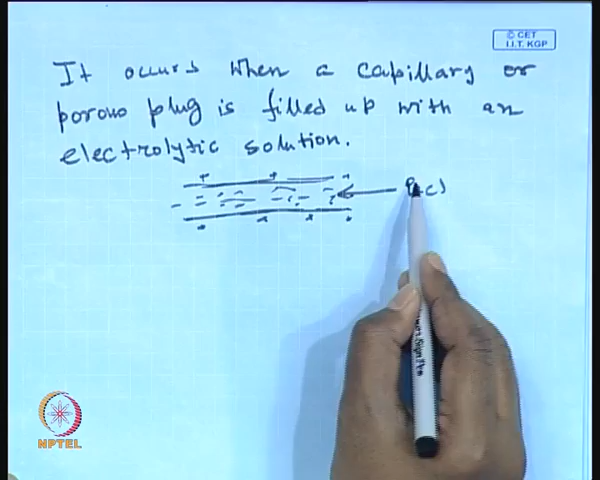 © CET
I.I.T. KGP
It occurs when a capillary or
porous plug is filled up with an
electrolytic solution.
NPTEL